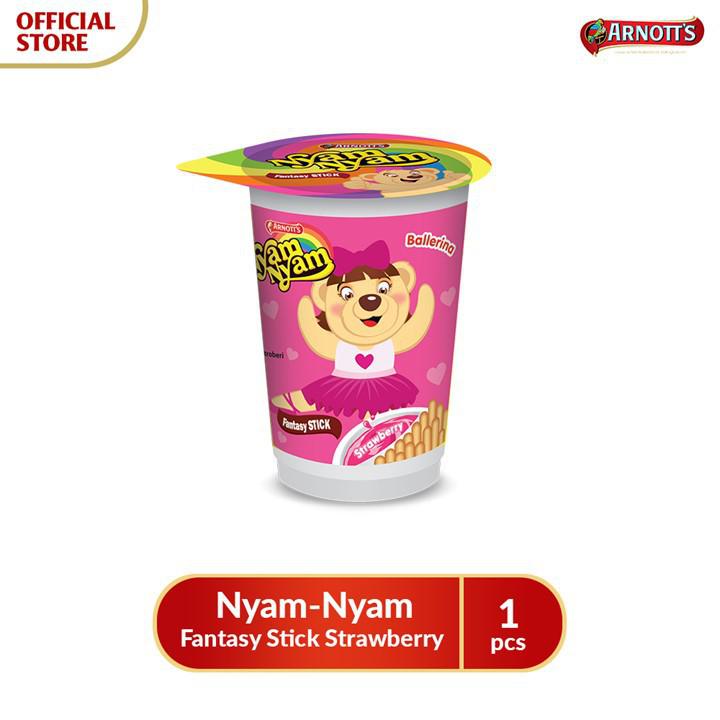 OFFICIAL
STORE
ARNOTT'S
ARNOTT'S
Nyam Nyam
Fantasy STICK
ARNOTT'S
Nyam
Nyam
Ballerina
roberi
Fantasy STICK
Strawberry
Nyam-Nyam
Fantasy Stick Strawberry
1
pcs